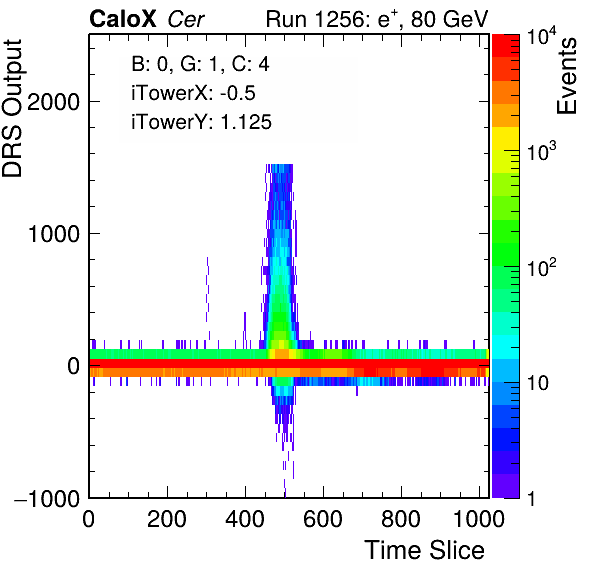 CaloX Cer Run 1256: e⁺, 80 GeV
B: 0, G: 1, C: 4
iTowerX: -0.5
iTowerY: 1.125
DRS Output
2000
1000
0
−1000
0 200 400 600 800 1000
Time Slice
Events
10⁴
10³
10²
10
1